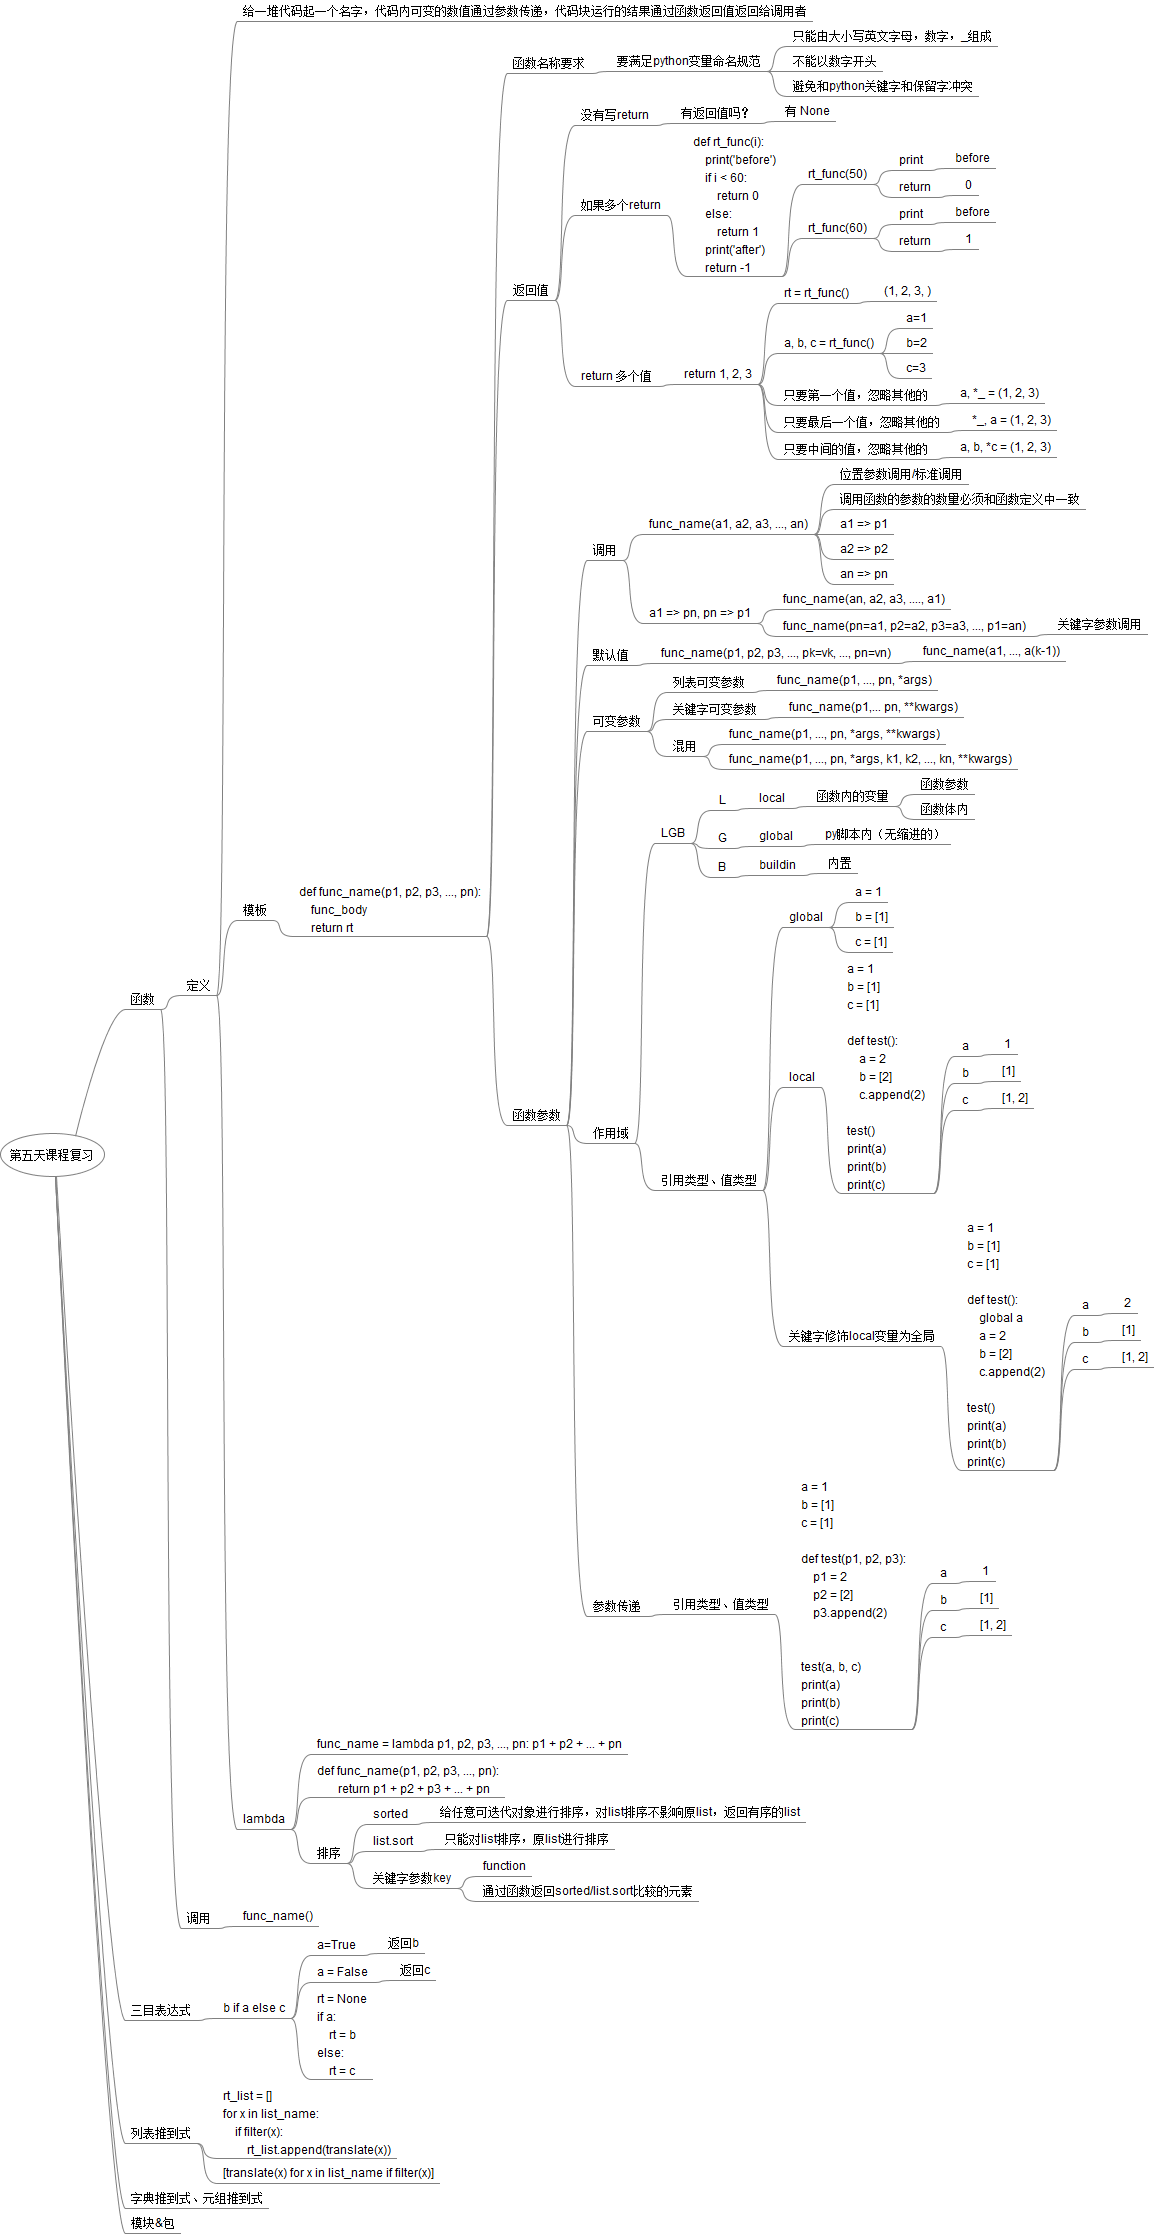 第五天课程复习
函数
定义
给一堆代码起一个名字，代码内可变的数值通过参数传递，代码块运行的结果通过函数返回值返回给调用者
模板
def func_name(p1, p2, p3, ..., pn):
func_body
return rt
函数名称要求
要满足python变量命名规范
只能由大小写英文字母，数字，_组成
不能以数字开头
避免和python关键字和保留字冲突
返回值
没有写return
有返回值吗？
有 None
如果多个return
def rt_func(i):
print('before')
if i < 60:
return 0
else:
return 1
print('after')
return -1
rt_func(50)
print
before
return
0
rt_func(60)
print
before
return
1
return 多个值
return 1, 2, 3
rt = rt_func()
(1, 2, 3, )
a, b, c = rt_func()
a=1
b=2
c=3
只要第一个值，忽略其他的
a, *_ = (1, 2, 3)
只要最后一个值，忽略其他的
*_, a = (1, 2, 3)
只要中间的值，忽略其他的
a, b, *c = (1, 2, 3)
函数参数
调用
func_name(a1, a2, a3, ..., an)
位置参数调用/标准调用
调用函数的参数的数量必须和函数定义中一致
a1 => p1
a2 => p2
an => pn
a1 => pn, pn => p1
func_name(an, a2, a3, ...., a1)
func_name(pn=a1, p2=a2, p3=a3, ..., p1=an)
关键字参数调用
默认值
func_name(p1, p2, p3, ..., pk=vk, ..., pn=vn)
func_name(a1, ..., a(k-1))
可变参数
列表可变参数
func_name(p1, ..., pn, *args)
关键字可变参数
func_name(p1,... pn, **kwargs)
混用
func_name(p1, ..., pn, *args, **kwargs)
func_name(p1, ..., pn, *args, k1, k2, ..., kn, **kwargs)
作用域
LGB
L
local
函数内的变量
函数参数
函数体内
G
global
py脚本内（无缩进的）
B
buildin
内置
引用类型、值类型
global
a = 1
b = [1]
c = [1]
local
a = 1
b = [1]
c = [1]
def test():
a = 2
b = [2]
c.append(2)
test()
print(a)
print(b)
print(c)
a
1
b
[1]
c
[1, 2]
关键字修饰local变量为全局
a = 1
b = [1]
c = [1]
def test():
global a
a = 2
b = [2]
c.append(2)
test()
print(a)
print(b)
print(c)
a
2
b
[1]
c
[1, 2]
参数传递
引用类型、值类型
a = 1
b = [1]
c = [1]
def test(p1, p2, p3):
p1 = 2
p2 = [2]
p3.append(2)
test(a, b, c)
print(a)
print(b)
print(c)
a
1
b
[1]
c
[1, 2]
lambda
func_name = lambda p1, p2, p3, ..., pn: p1 + p2 + ... + pn
def func_name(p1, p2, p3, ..., pn):
return p1 + p2 + p3 + ... + pn
排序
sorted
给任意可迭代对象进行排序，对list排序不影响原list，返回有序的list
list.sort
只能对list排序，原list进行排序
关键字参数key
function
通过函数返回sorted/list.sort比较的元素
调用
func_name()
三目表达式
b if a else c
a=True
返回b
a = False
返回c
rt = None
if a:
rt = b
else:
rt = c
列表推到式
rt_list = []
for x in list_name:
if filter(x):
rt_list.append(translate(x))
[translate(x) for x in list_name if filter(x)]
字典推到式、元组推到式
模块&包